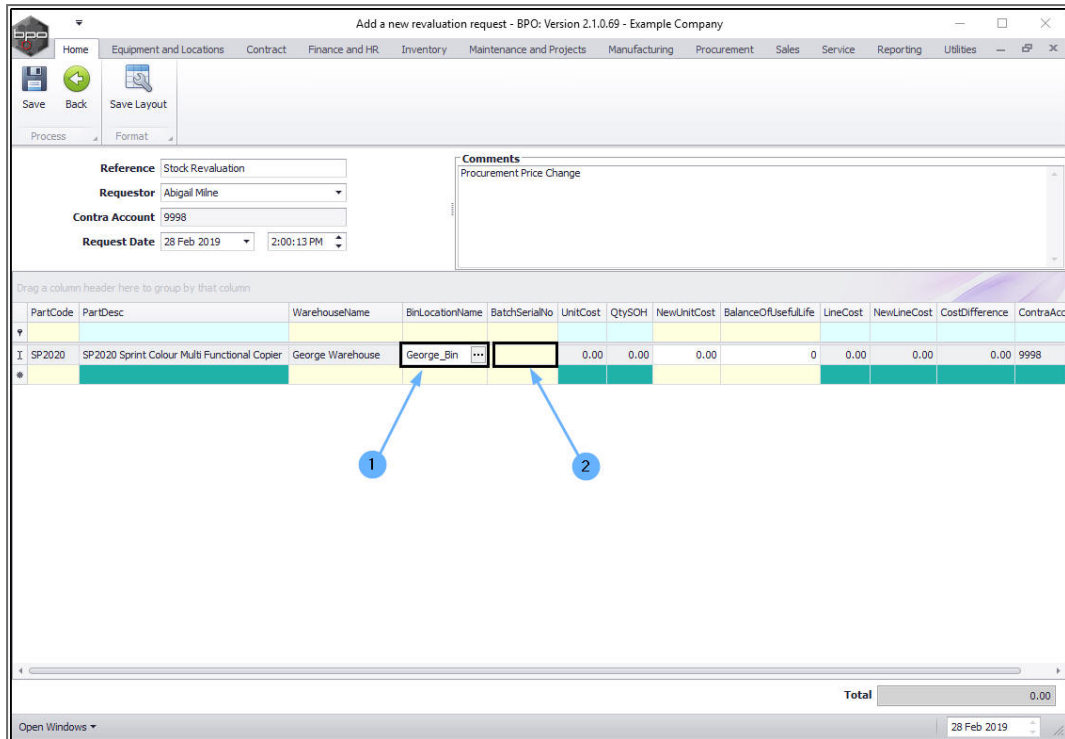 Add a new revaluation request - BPO: Version 2.1.0.69 - Example Company
bpo
Home Equipment and Locations Contract Finance and HR Inventory Maintenance and Projects Manufacturing Procurement Sales Service Reporting Utilities
Save Back Save Layout
Process Format
Reference Stock Revaluation
Requestor Abigail Milne
Contra Account 9998
Request Date 28 Feb 2019 2:00:13 PM
Comments
Procurement Price Change
Drag a column header here to group by that column
PartCode PartDesc WarehouseName BinLocationName BatchSerialNo UnitCost QtySOH NewUnitCost BalanceOfUsefulLife LineCost NewLineCost CostDifference ContraAcc
SP2020 SP2020 Sprint Colour Multi Functional Copier George Warehouse George_Bin ... 0.00 0.00 0.00 0 0.00 0.00 0.00 9998
1 2
Total 0.00
Open Windows 28 Feb 2019